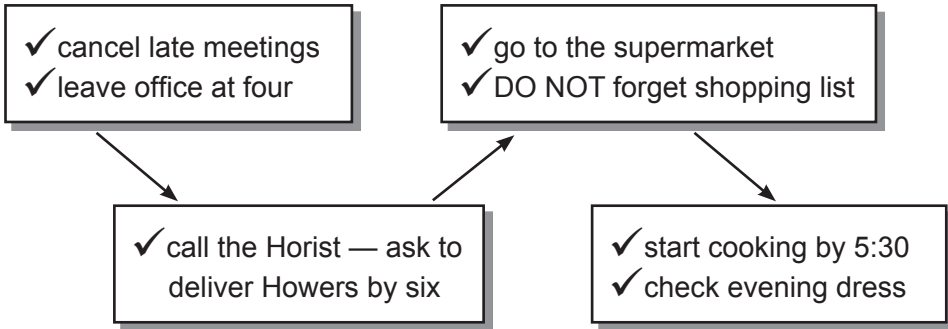 ✓ cancel late meetings
✓ leave office at four
✓ call the Horist — ask to
deliver Howers by six
✓ go to the supermarket
✓ DO NOT forget shopping list
✓ start cooking by 5:30
✓ check evening dress